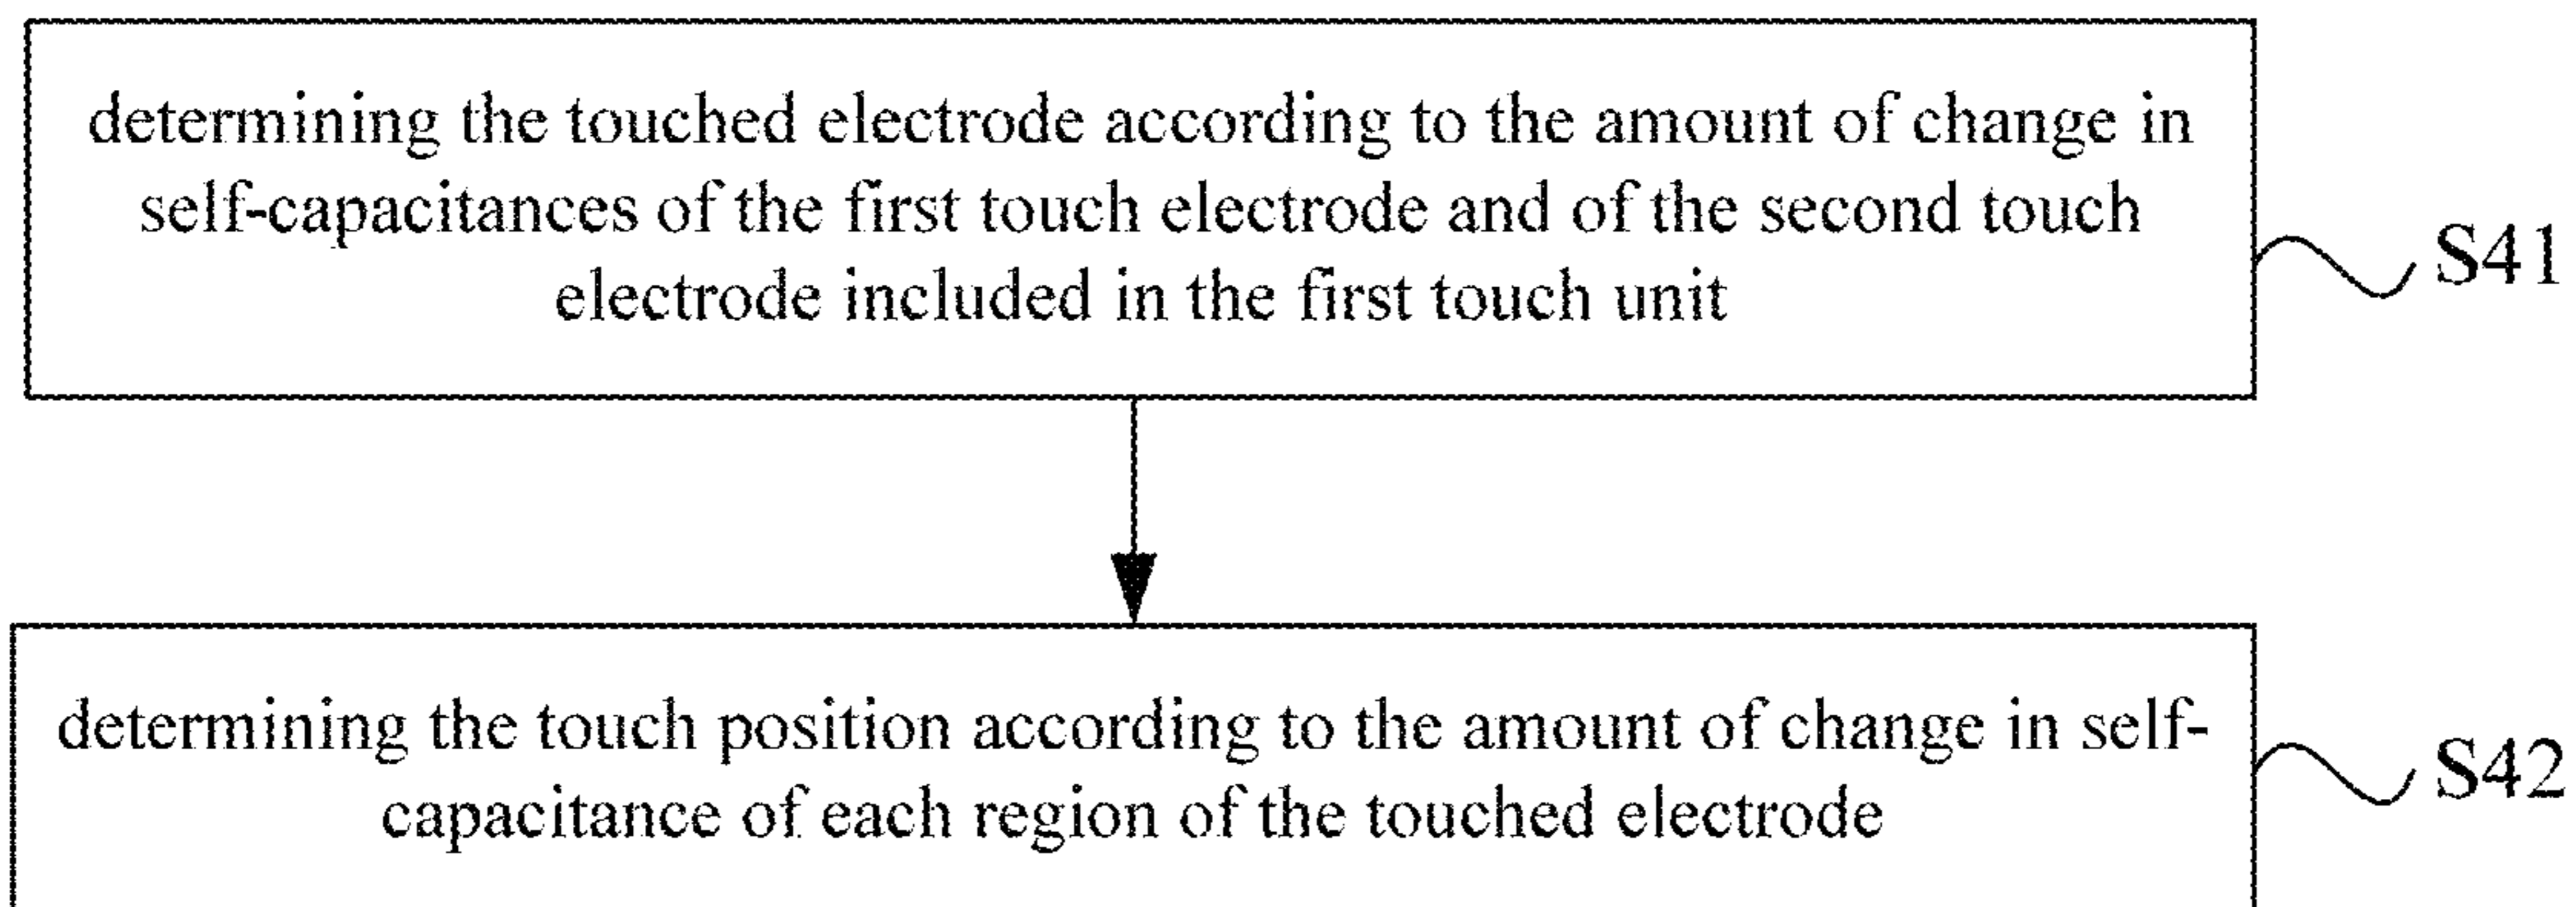 determining the touched electrode according to the amount of change in
self-capacitances of the first touch electrode and of the second touch
electrode included in the first touch unit
S41
determining the touch position according to the amount of change in self-
capacitance of each region of the touched electrode
S42